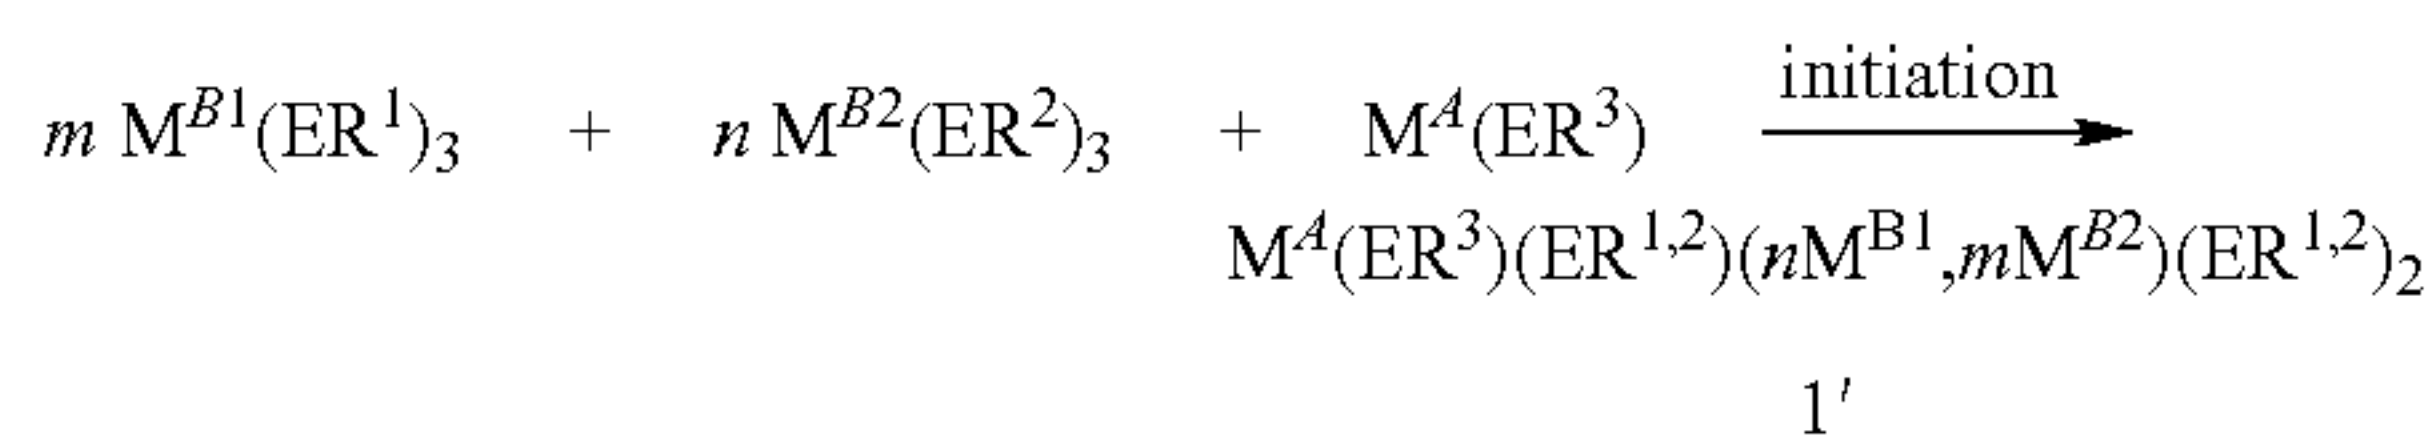 initiation
m M^{B1}(ER^1)_3 + n M^{B2}(ER^2)_3 + M^A(ER^3) ⟶
M^A(ER^3)(ER^{1,2})(nM^{B1},mM^{B2})(ER^{1,2})_2
1′